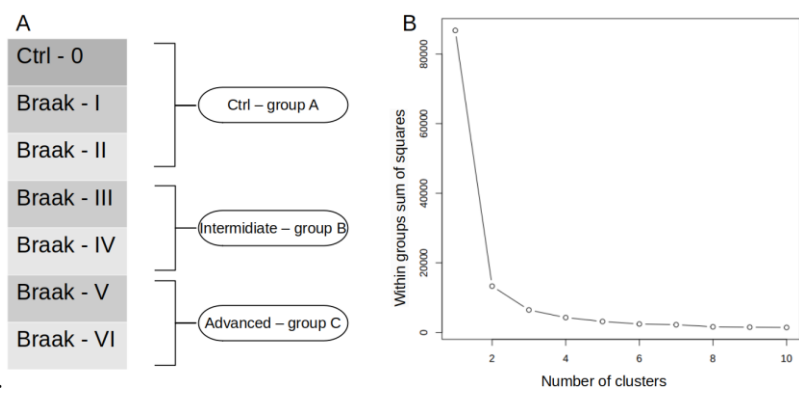 A
Ctrl - 0
Braak - I
Braak - II
Braak - III
Braak - IV
Braak - V
Braak - VI
Ctrl – group A
Intermidiate – group B
Advanced – group C
B
Within groups sum of squares
80000
60000
40000
20000
0
2
4
6
8
10
Number of clusters